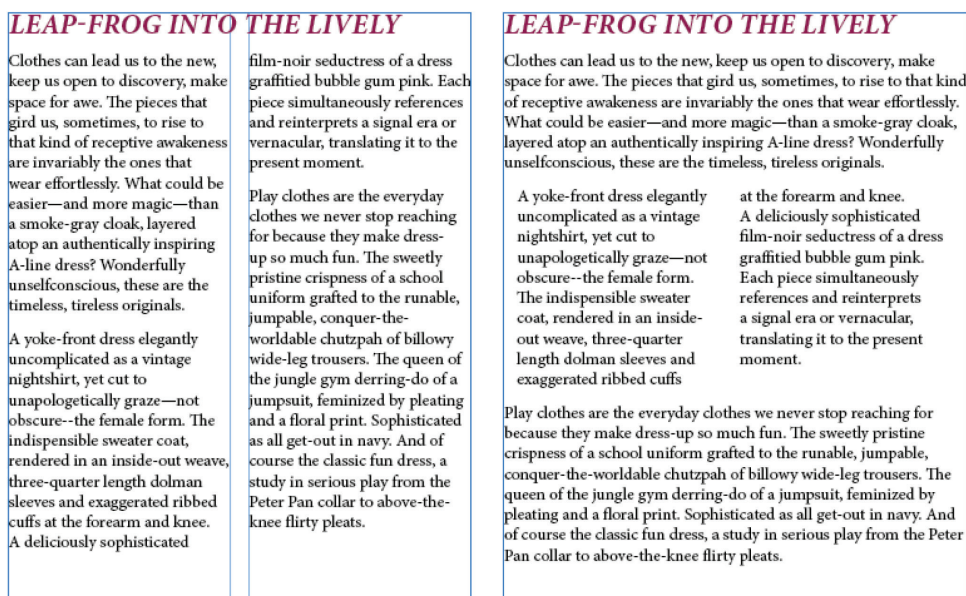 LEAP-FROG INTO THE LIVELY
Clothes can lead us to the new,
keep us open to discovery, make
space for awe. The pieces that
gird us, sometimes, to rise to
that kind of receptive awakeness
are invariably the ones that
wear effortlessly. What could be
easier—and more magic—than
a smoke-gray cloak, layered
atop an authentically inspiring
A-line dress? Wonderfully
unselfconscious, these are the
timeless, tireless originals.
A yoke-front dress elegantly
uncomplicated as a vintage
nightshirt, yet cut to
unapologetically graze—not
obscure--the female form. The
indispensible sweater coat,
rendered in an inside-out weave,
three-quarter length dolman
sleeves and exaggerated ribbed
cuffs at the forearm and knee.
A deliciously sophisticated
film-noir seductress of a dress
graffitied bubble gum pink. Each
piece simultaneously references
and reinterprets a signal era or
vernacular, translating it to the
present moment.
Play clothes are the everyday
clothes we never stop reaching
for because they make dress-
up so much fun. The sweetly
pristine crispness of a school
uniform grafted to the runable,
jumpable, conquer-the-
worldable chutzpah of billowy
wide-leg trousers. The queen of
the jungle gym derring-do of a
jumpsuit, feminized by pleating
and a floral print. Sophisticated
as all get-out in navy. And of
course the classic fun dress, a
study in serious play from the
Peter Pan collar to above-the-
knee flirty pleats.
LEAP-FROG INTO THE LIVELY
Clothes can lead us to the new, keep us open to discovery, make
space for awe. The pieces that gird us, sometimes, to rise to that kind
of receptive awakeness are invariably the ones that wear effortlessly.
What could be easier—and more magic—than a smoke-gray cloak,
layered atop an authentically inspiring A-line dress? Wonderfully
unselfconscious, these are the timeless, tireless originals.
A yoke-front dress elegantly
uncomplicated as a vintage
nightshirt, yet cut to
unapologetically graze—not
obscure--the female form.
The indispensible sweater
coat, rendered in an inside-
out weave, three-quarter
length dolman sleeves and
exaggerated ribbed cuffs
at the forearm and knee.
A deliciously sophisticated
film-noir seductress of a dress
graffitied bubble gum pink.
Each piece simultaneously
references and reinterprets
a signal era or vernacular,
translating it to the present
moment.
Play clothes are the everyday clothes we never stop reaching for
because they make dress-up so much fun. The sweetly pristine
crispness of a school uniform grafted to the runable, jumpable,
conquer-the-worldable chutzpah of billowy wide-leg trousers. The
queen of the jungle gym derring-do of a jumpsuit, feminized by
pleating and a floral print. Sophisticated as all get-out in navy. And
of course the classic fun dress, a study in serious play from the Peter
Pan collar to above-the-knee flirty pleats.